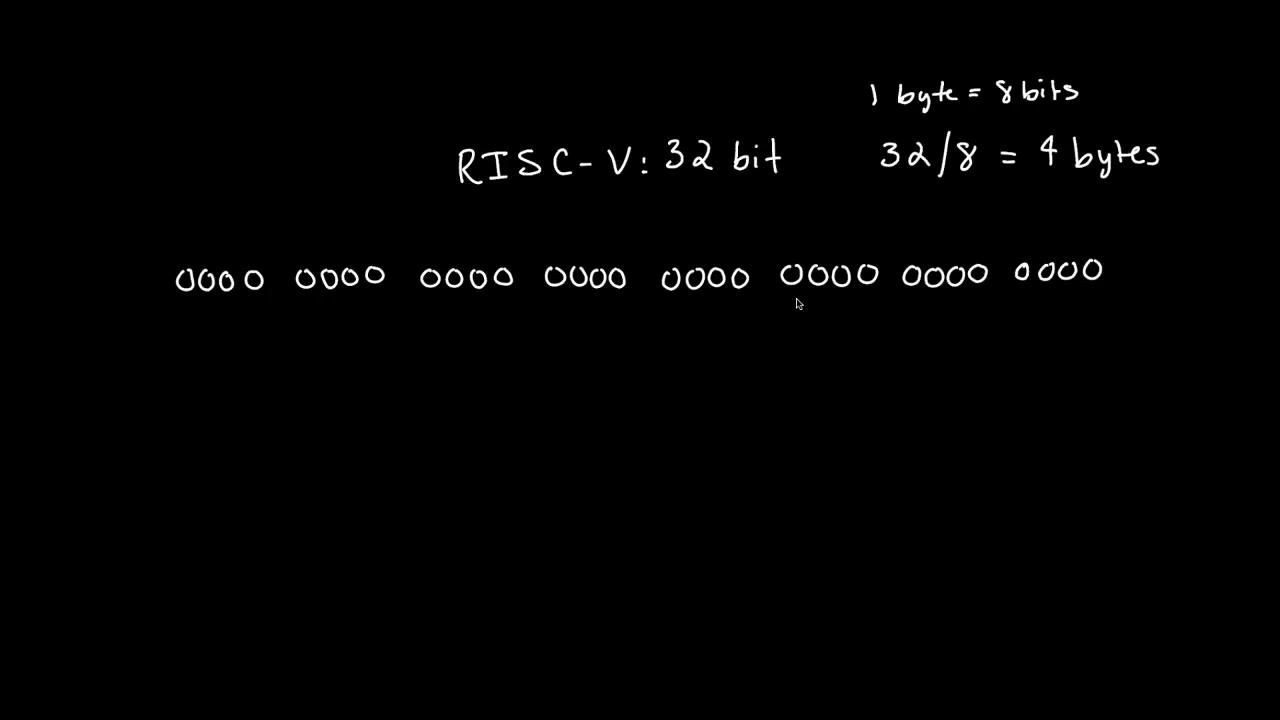 1 byte = 8 bits
RISC-V: 32 bit 32/8 = 4 bytes
0000 0000 0000 0000 0000 0000 0000 0000